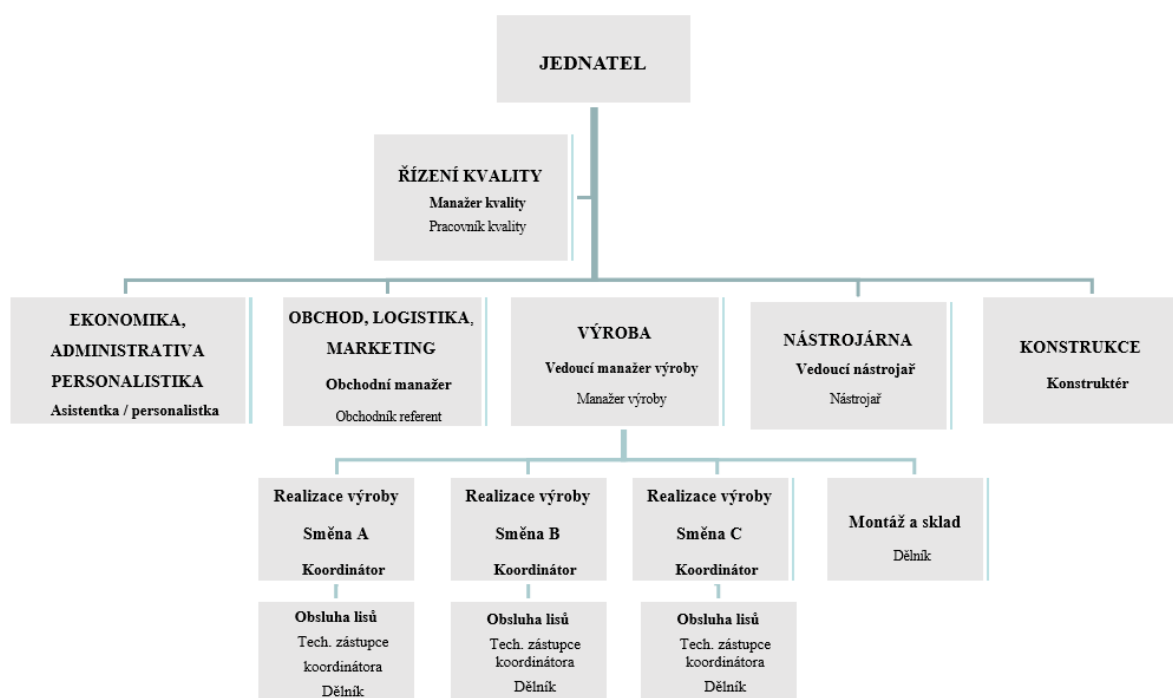 JEDNATEL
ŘÍZENÍ KVALITY
Manažer kvality
Pracovník kvality
EKONOMIKA,
ADMINISTRATIVA
PERSONALISTIKA
Asistentka / personalistka
OBCHOD, LOGISTIKA,
MARKETING
Obchodní manažer
Obchodník referent
VÝROBA
Vedoucí manažer výroby
Manažer výroby
NÁSTROJÁRNA
Vedoucí nástrojař
Nástrojař
KONSTRUKCE
Konstruktér
Realizace výroby
Směna A
Koordinátor
Realizace výroby
Směna B
Koordinátor
Realizace výroby
Směna C
Koordinátor
Montáž a sklad
Dělník
Obsluha lisů
Tech. zástupce
koordinátora
Dělník
Obsluha lisů
Tech. zástupce
koordinátora
Dělník
Obsluha lisů
Tech. zástupce
koordinátora
Dělník